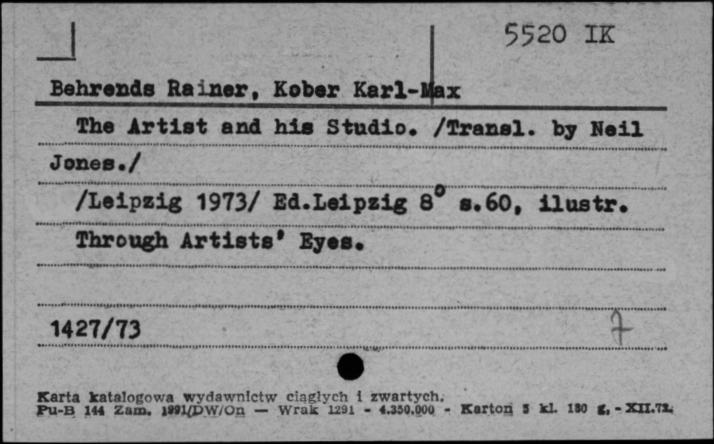 5520 IK
Behrends Rainer, Kober Karl-Max
The Artist and his Studio. /Transl. by Neil
Jones./
/Leipzig 1973/ Ed.Leipzig 8° s.60, ilustr.
Through Artists' Eyes.
1427/73
Karta katalogowa wydawnictw ciągłych i zwartych.
Pu-B 144 Zam. 1991/DW/On — Wrak 1291 - 4.350.000 - Karton 5 kl. 180 g. - XII.72.